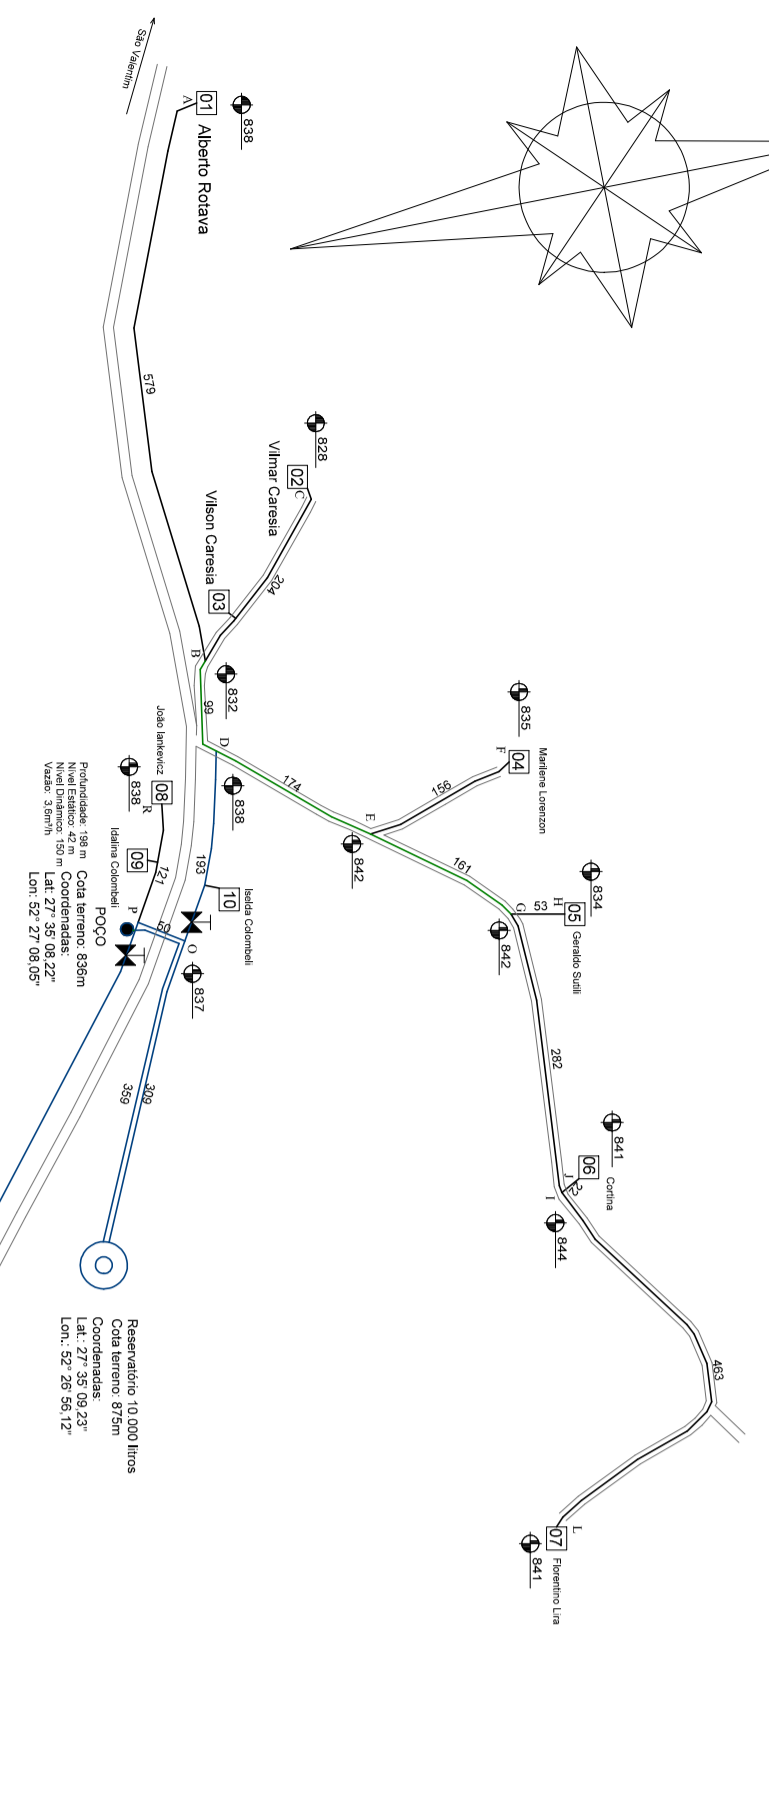 São Valentim
A
01
Alberto Rotava
838
579
828
Vilmar Caresia
02
C
204
Vilson Caresia
03
B
832
99
D
838
174
E
842
835
04
F
Marilene Lorenzon
156
161
834
H
05
53
Geraldo Sutili
G
842
282
841
06
Cortina
J
12
I
844
463
L
07
Florentino Lira
841
João Iankevicz
08
R
838
Idalina Colombeli
09
121
193
10
Iselda Colombeli
O
837
P
50
POÇO
Profundidade: 198 m
Nível Estático: 42 m
Nível Dinâmico: 150 m
Vazão: 3,6m³/h
Cota terreno: 836m
Coordenadas:
Lat: 27° 35' 08,22"
Lon: 52° 27' 08,05"
309
359
Reservatório 10.000 litros
Cota terreno: 875m
Coordenadas:
Lat.: 27° 35' 09,23"
Lon.: 52° 26' 56,12"